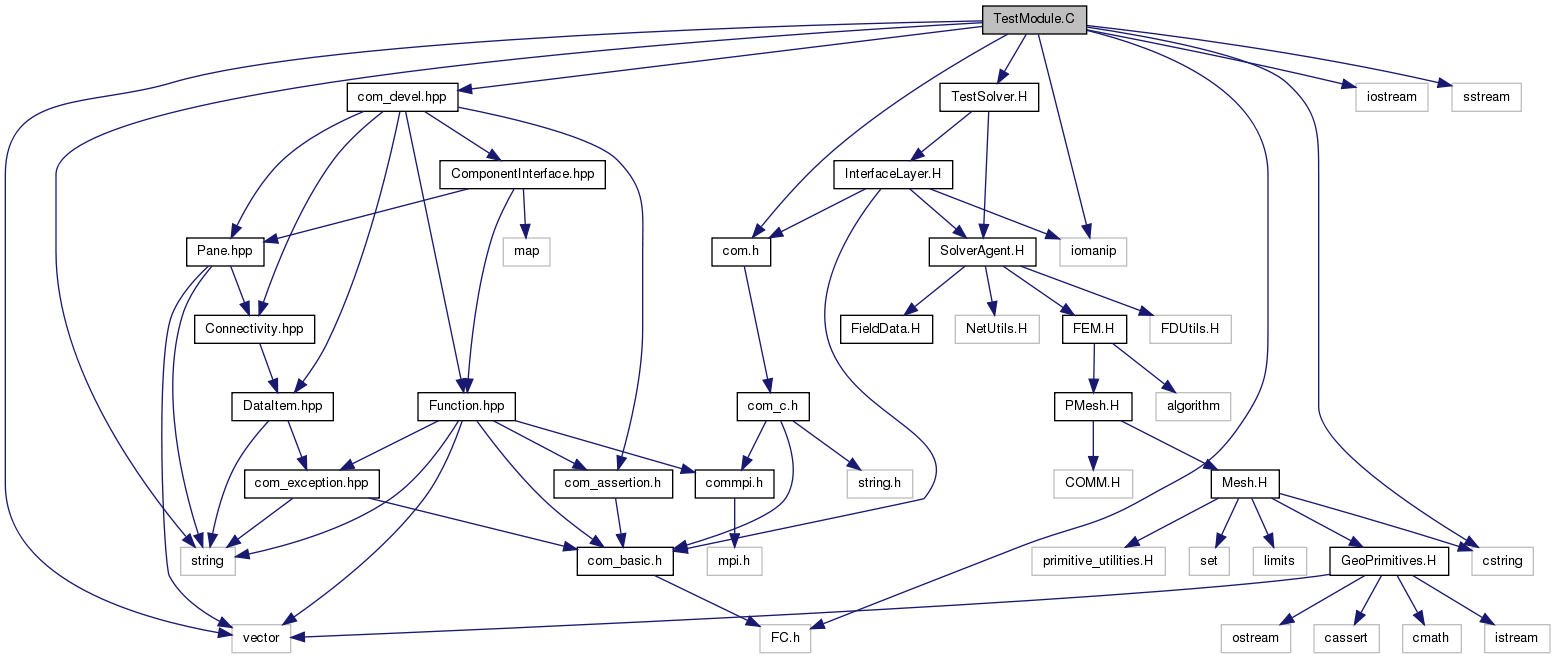 TestModule.C
com_devel.hpp
TestSolver.H
iostream
sstream
ComponentInterface.hpp
InterfaceLayer.H
Pane.hpp
map
com.h
SolverAgent.H
iomanip
Connectivity.hpp
FieldData.H
NetUtils.H
FEM.H
FDUtils.H
DataItem.hpp
Function.hpp
com_c.h
PMesh.H
algorithm
com_exception.hpp
com_assertion.h
commpi.h
string.h
COMM.H
Mesh.H
string
com_basic.h
mpi.h
primitive_utilities.H
set
limits
GeoPrimitives.H
cstring
vector
FC.h
ostream
cassert
cmath
istream